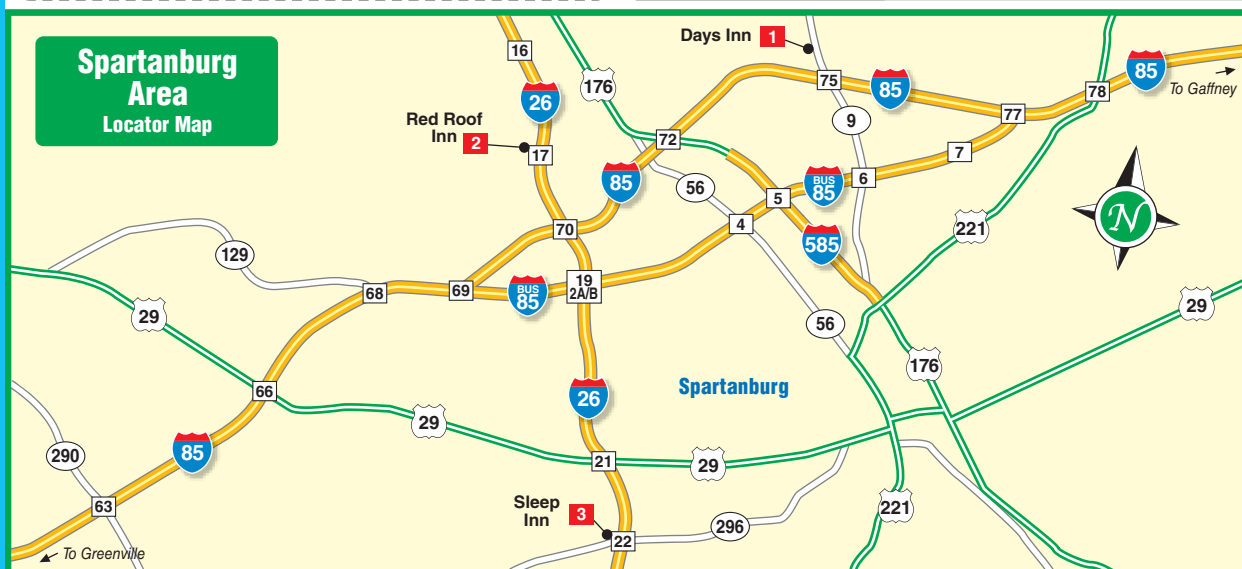 Spartanburg
Area
Locator Map
16
26
176
Days Inn
1
75
85
78
85
To Gaffney
77
9
Red Roof
Inn
2
17
72
7
85
56
6
BUS
85
5
4
70
585
221
N
129
68
69
BUS
85
19
2A/B
29
56
29
176
66
26
Spartanburg
29
85
290
21
29
63
Sleep
Inn
3
22
296
221
To Greenville